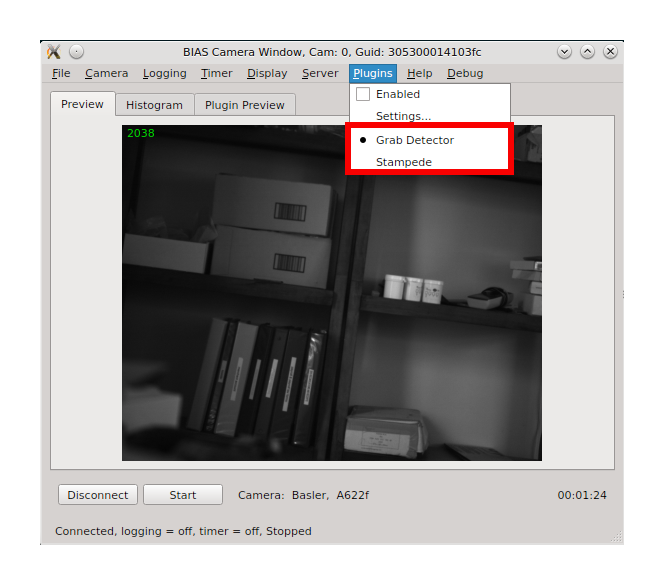 BIAS Camera Window, Cam: 0, Guid: 305300014103fc
File Camera Logging Timer Display Server Plugins Help Debug
Enabled
Settings...
Grab Detector
Stampede
Preview Histogram Plugin Preview
2038
Disconnect Start Camera: Basler, A622f 00:01:24
Connected, logging = off, timer = off, Stopped